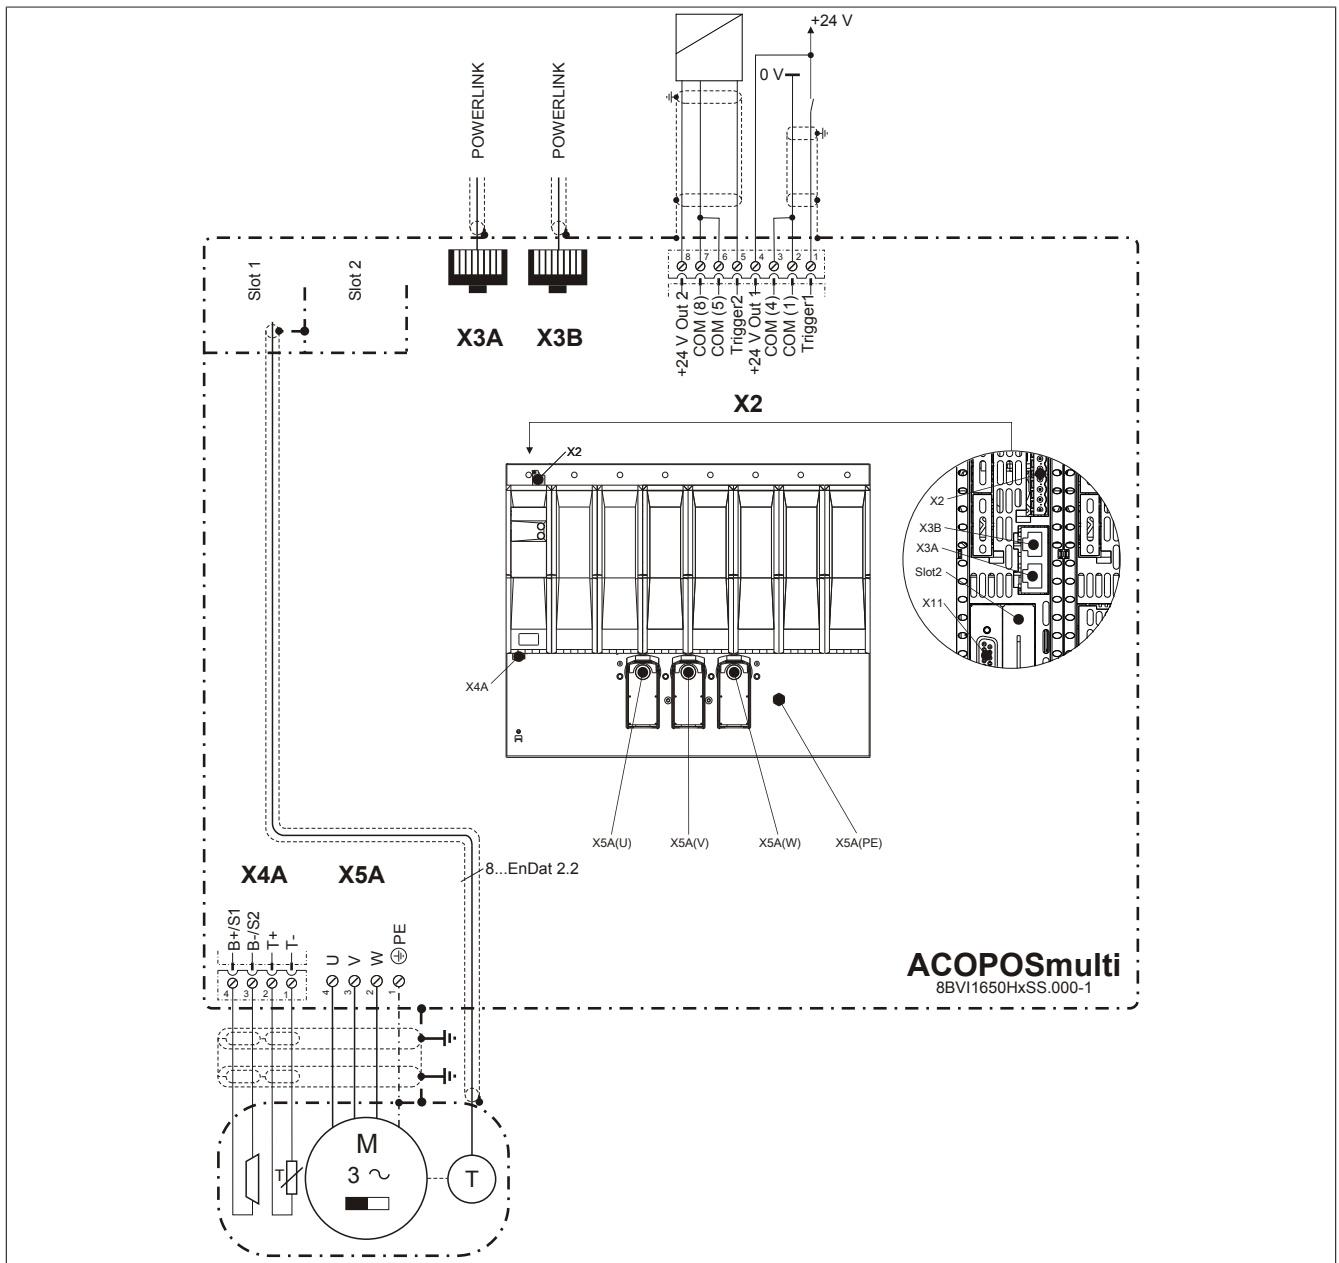 +24 V
0 V
POWERLINK
POWERLINK
Slot 1
Slot 2
8 7 6 5 4 3 2 1
+24 V Out 2
COM (8)
COM (5)
Trigger2
+24 V Out 1
COM (4)
COM (1)
Trigger1
X3A
X3B
X2
X2
X2
X3B
X3A
Slot2
X11
X4A
X5A(U)
X5A(V)
X5A(W)
X5A(PE)
8...EnDat 2.2
X4A
X5A
B+/S1
B-/S2
T+
T-
U
V
W
PE
4 3 2 1
4 3 2 1
ACOPOSmulti
8BVI1650HxSS.000-1
M
3 ~
T
T